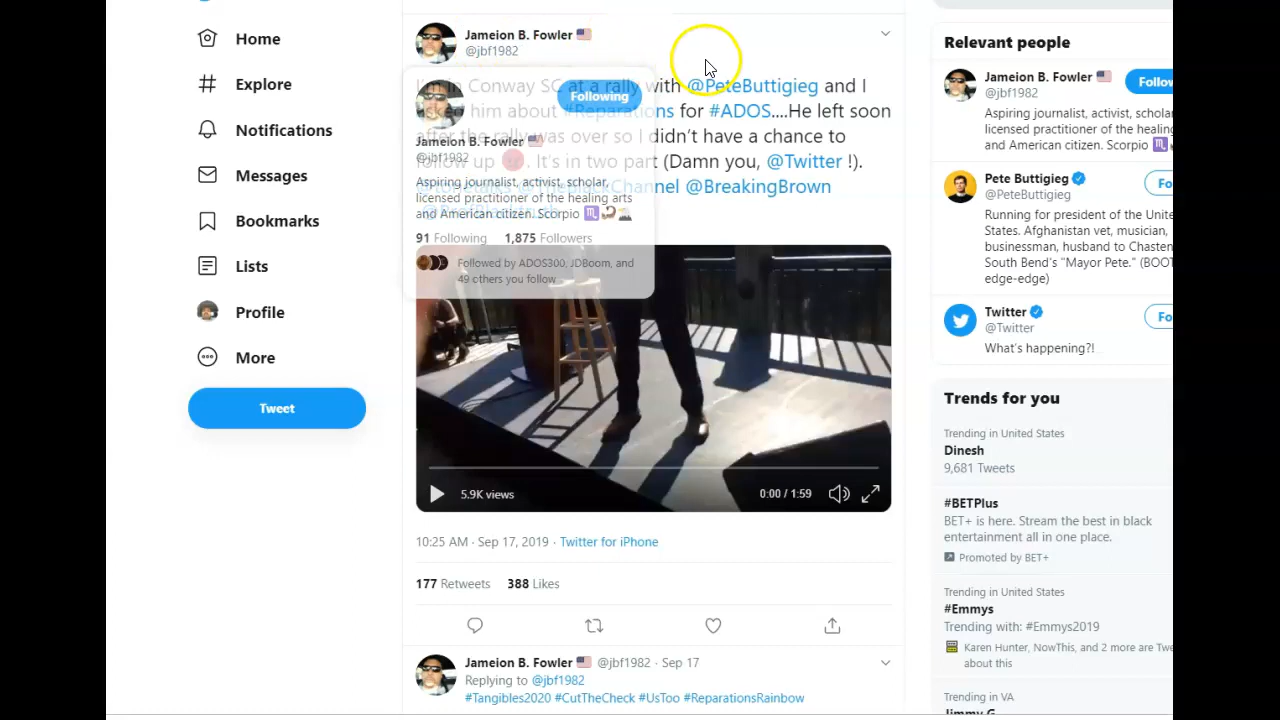 Home
Explore
Notifications
Messages
Bookmarks
Lists
Profile
More
Tweet
Jameion B. Fowler
@jbf1982
I'm in Conway SC at a rally with @PeteButtigieg and I
asked him about #Reparations for #ADOS....He left soon
after the rally was over so I didn't have a chance to
follow up. It's in two part (Damn you, @Twitter !).
@BreakingBrown
Following
Jameion B. Fowler
@jbf1982
Aspiring journalist, activist, scholar,
licensed practitioner of the healing arts
and American citizen. Scorpio
91 Following 1,875 Followers
Followed by ADOS300, JDBoom, and
49 others you follow
5.9K views
0:00 / 1:59
10:25 AM · Sep 17, 2019 · Twitter for iPhone
177 Retweets 388 Likes
Jameion B. Fowler @jbf1982 · Sep 17
Replying to @jbf1982
#Tangibles2020 #CutTheCheck #UsToo #ReparationsRainbow
Relevant people
Jameion B. Fowler
@jbf1982
Follow
Aspiring journalist, activist, schola
licensed practitioner of the healing
and American citizen. Scorpio
Pete Buttigieg
@PeteButtigieg
Fo
Running for president of the Unite
States. Afghanistan vet, musician,
businessman, husband to Chasten
South Bend's "Mayor Pete." (BOOT
edge-edge)
Twitter
@Twitter
Fo
What's happening?!
Trends for you
Trending in United States
Dinesh
9,681 Tweets
#BETPlus
BET+ is here. Stream the best in black
entertainment all in one place.
Promoted by BET+
Trending in United States
#Emmys
Trending with: #Emmys2019
Karen Hunter, NowThis, and 2 more are Twe
about this
Trending in VA
Jimmy G